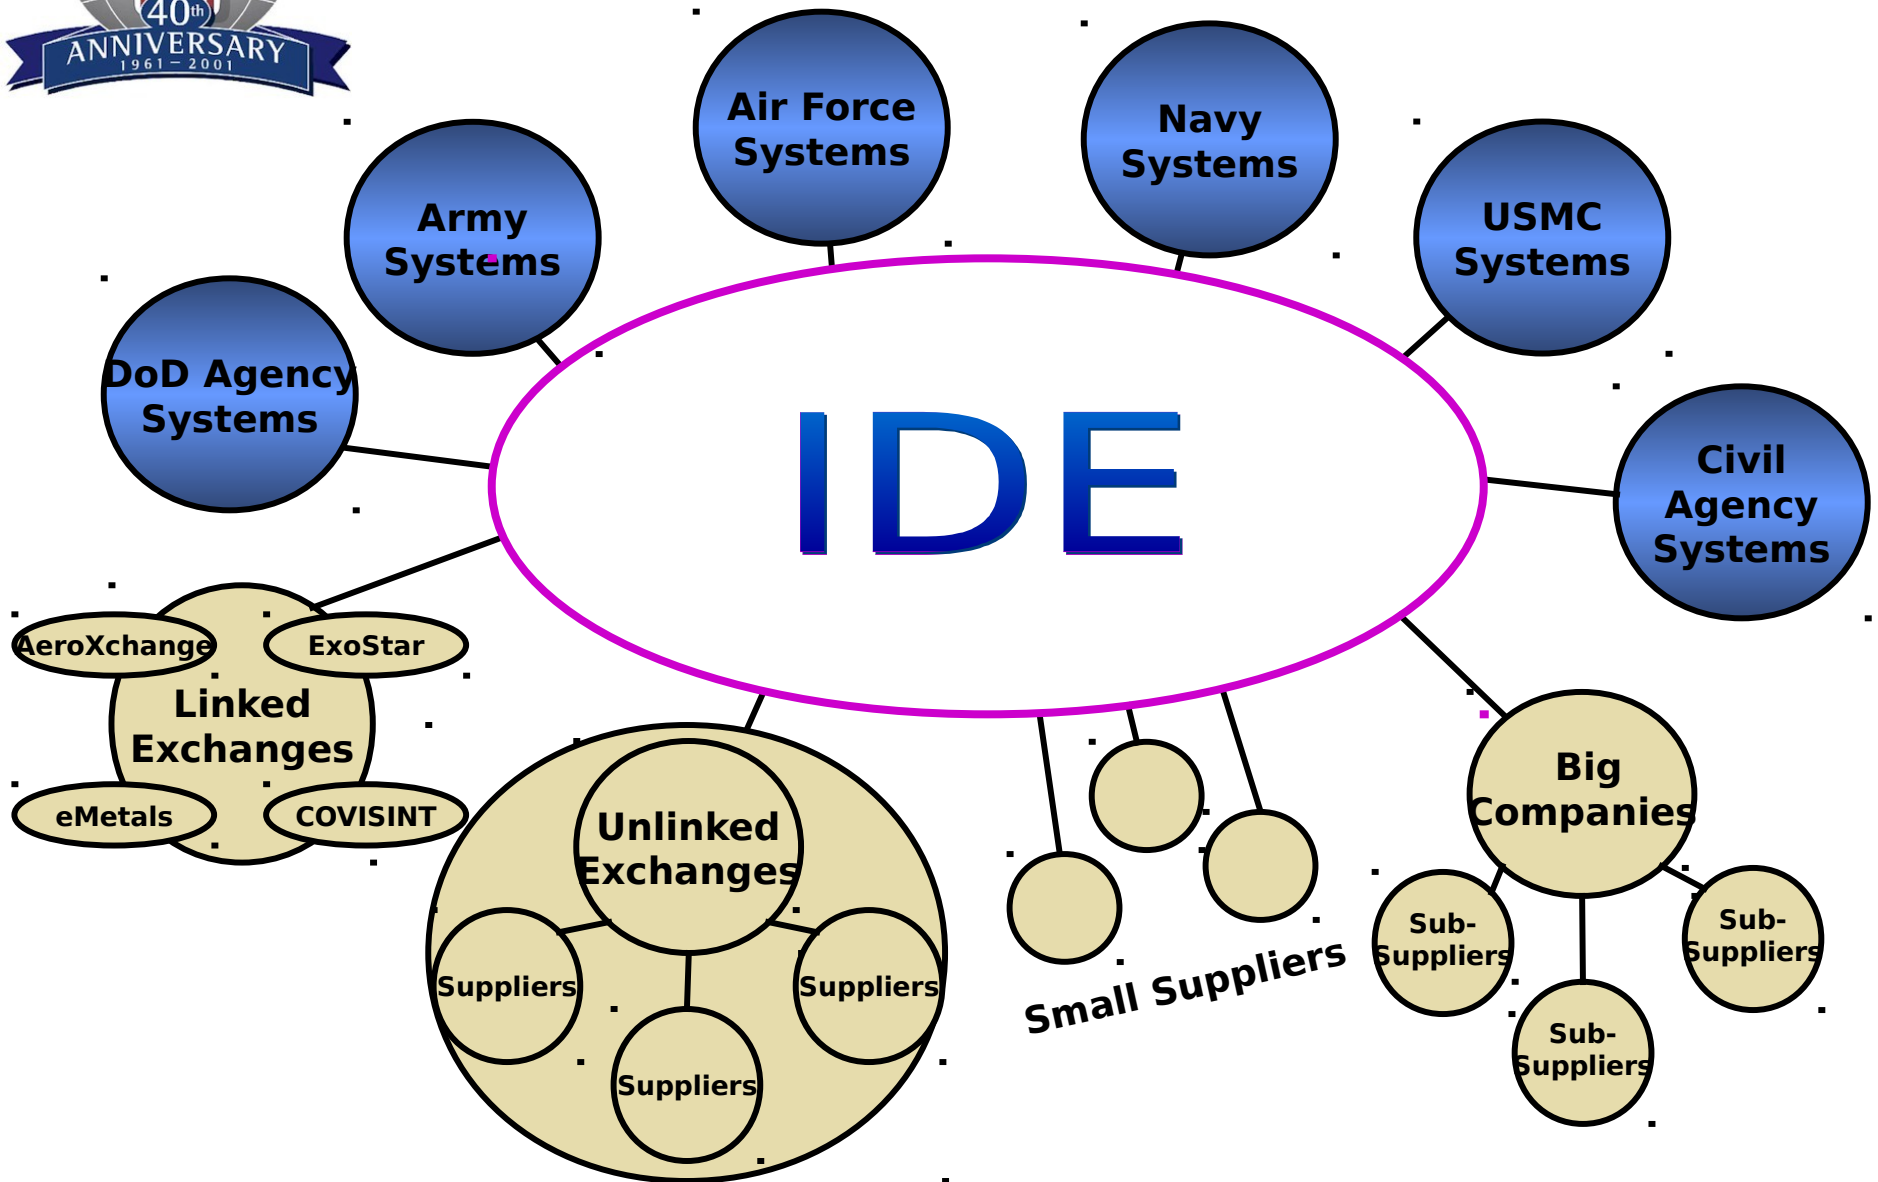 40th
ANNIVERSARY
1961 – 2001
Air Force
Systems
Navy
Systems
Army
Systems
USMC
Systems
DoD Agency
Systems
IDE
Civil
Agency
Systems
AeroXchange
ExoStar
Linked
Exchanges
eMetals
COVISINT
Unlinked
Exchanges
Suppliers
Suppliers
Suppliers
Small Suppliers
Big
Companies
Sub-
Suppliers
Sub-
Suppliers
Sub-
Suppliers